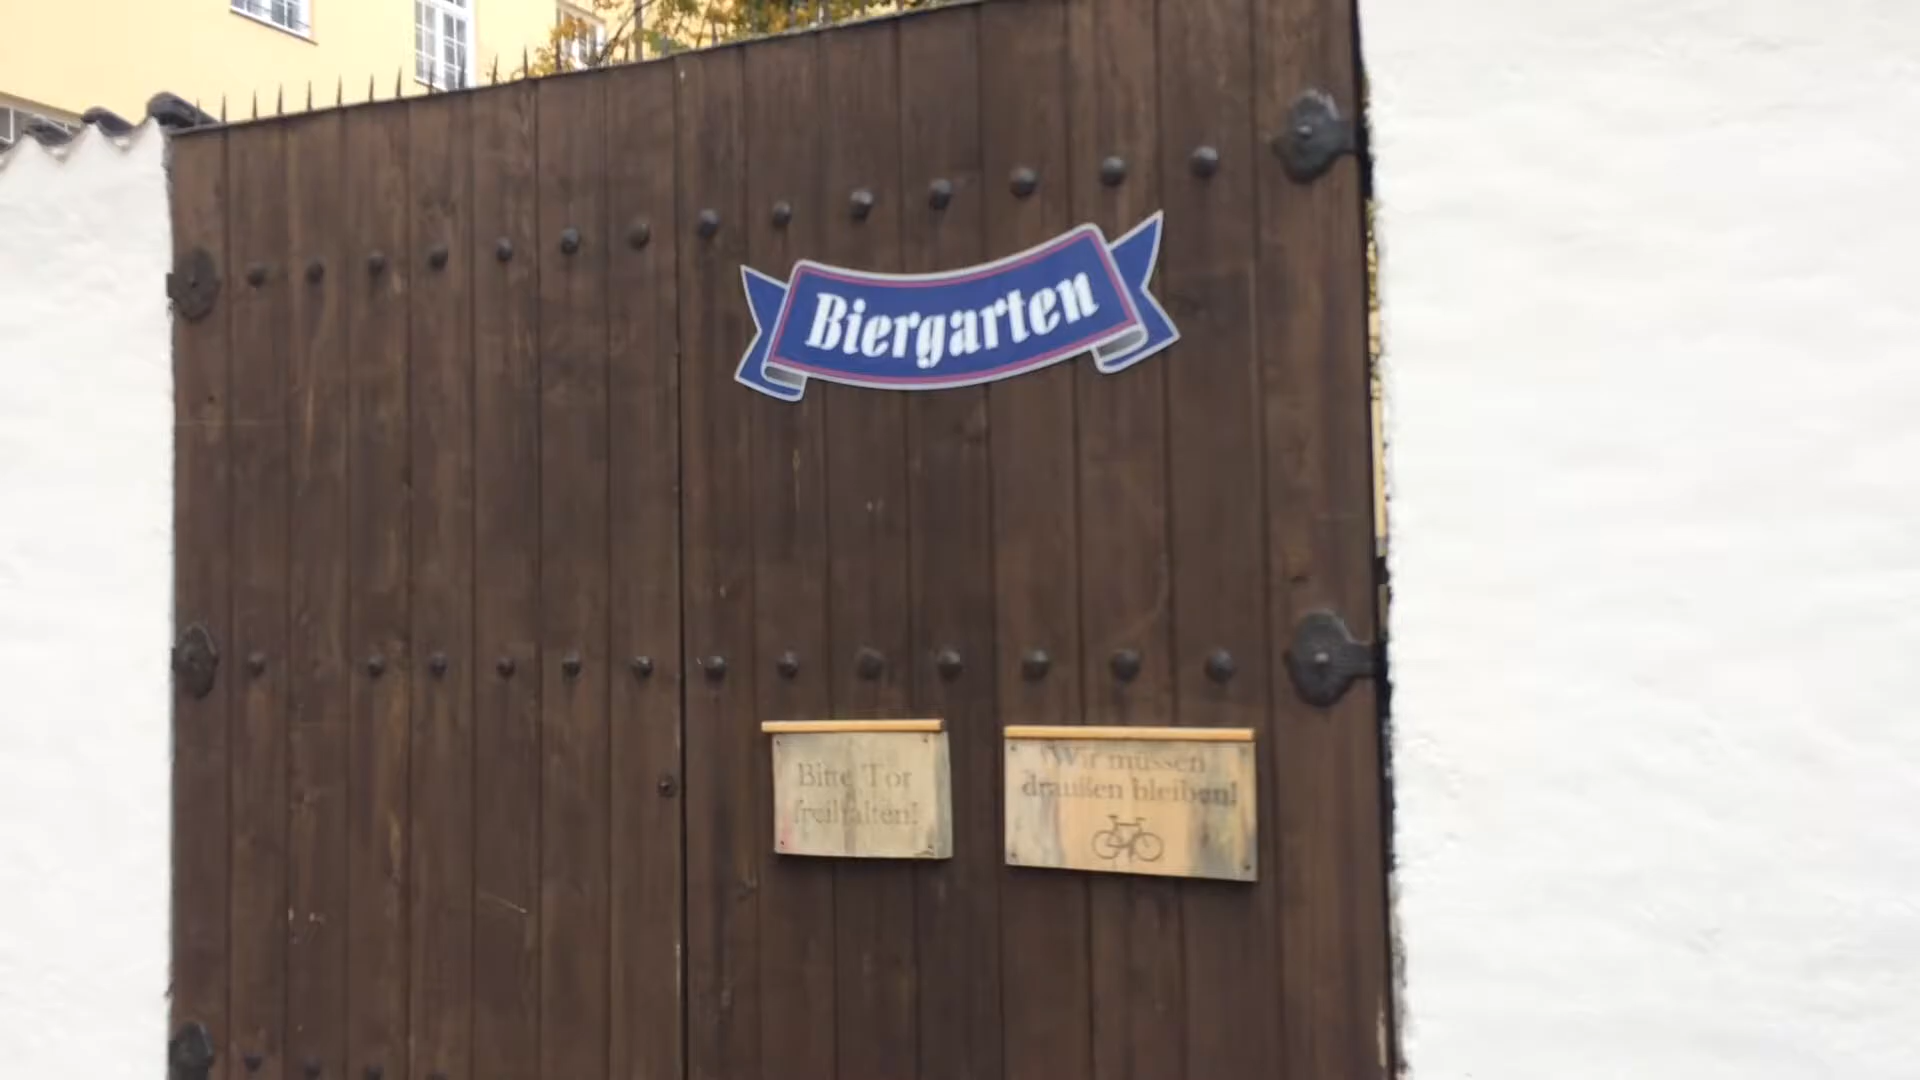 Biergarten
Bitte Tor
freihalten!
Wir müssen
draußen bleiben!